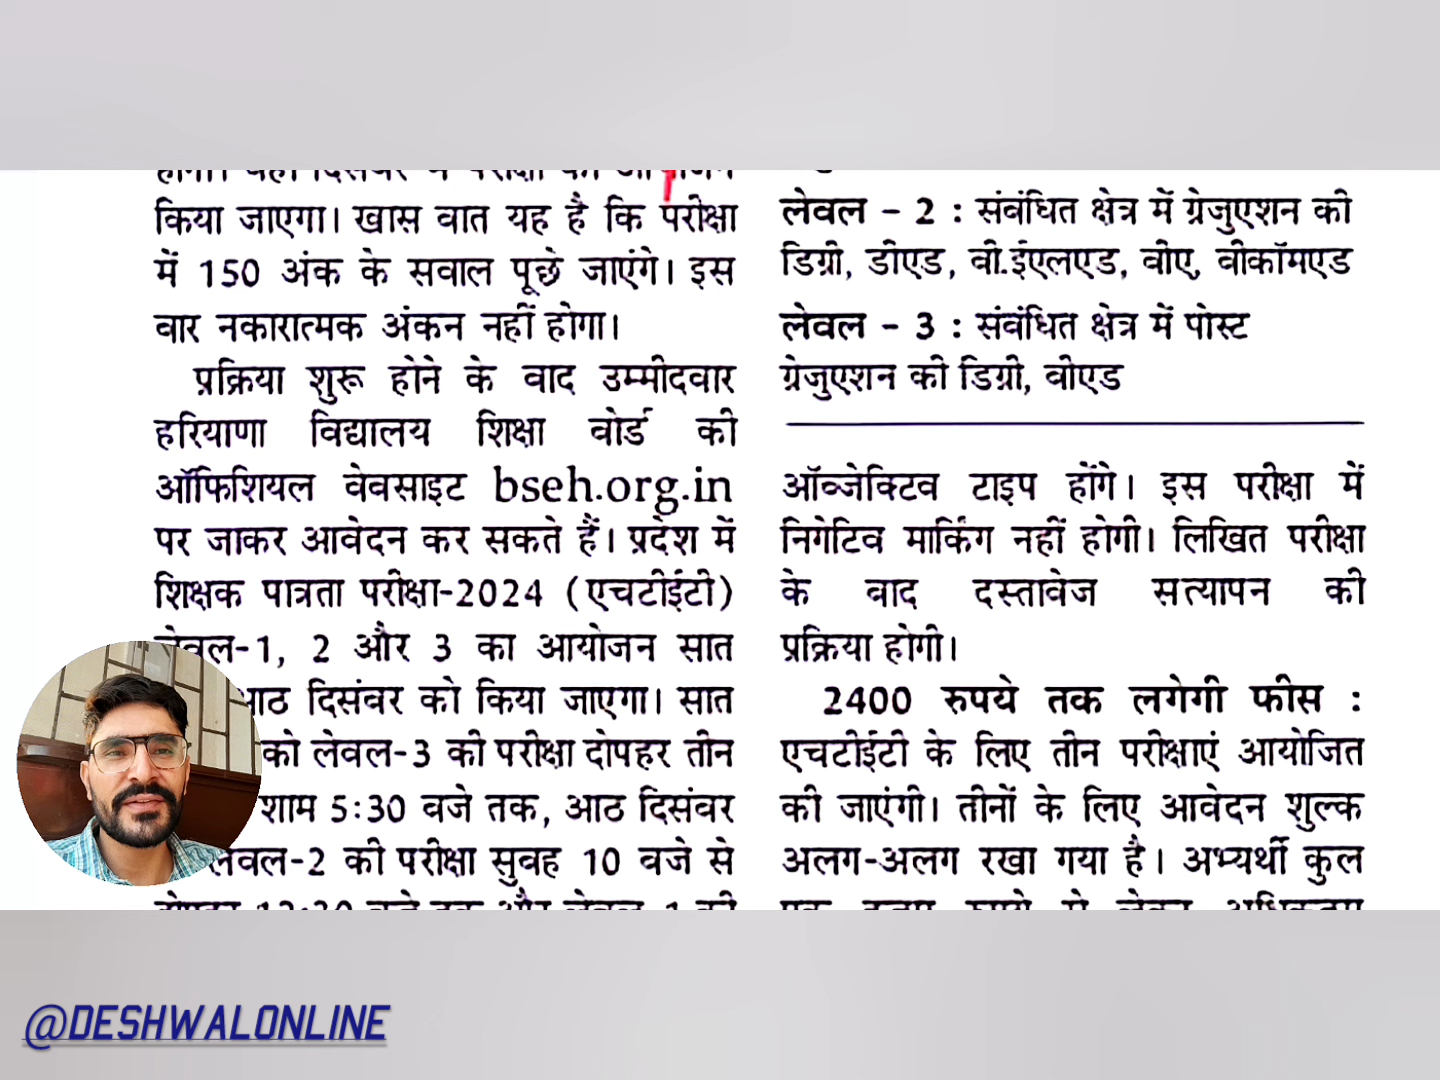 किया जाएगा। खास बात यह है कि परीक्षा
में 150 अंक के सवाल पूछे जाएंगे। इस
बार नकारात्मक अंकन नहीं होगा।
प्रक्रिया शुरू होने के बाद उम्मीदवार
हरियाणा विद्यालय शिक्षा बोर्ड की
ऑफिशियल वेबसाइट bseh.org.in
पर जाकर आवेदन कर सकते हैं। प्रदेश में
शिक्षक पात्रता परीक्षा-2024 (एचटीईटी)
लेवल-1, 2 और 3 का आयोजन सात
आठ दिसंबर को किया जाएगा। सात
को लेवल-3 की परीक्षा दोपहर तीन
शाम 5:30 बजे तक, आठ दिसंबर
लेवल-2 की परीक्षा सुबह 10 बजे से
लेवल - 2 : संबंधित क्षेत्र में ग्रेजुएशन की
डिग्री, डीएड, बी.ईएलएड, बीए, बीकॉमएड
लेवल - 3 : संबंधित क्षेत्र में पोस्ट
ग्रेजुएशन की डिग्री, बीएड
ऑब्जेक्टिव टाइप होंगे। इस परीक्षा में
निगेटिव मार्किंग नहीं होगी। लिखित परीक्षा
के बाद दस्तावेज सत्यापन की
प्रक्रिया होगी।
2400 रुपये तक लगेगी फीस :
एचटीईटी के लिए तीन परीक्षाएं आयोजित
की जाएंगी। तीनों के लिए आवेदन शुल्क
अलग-अलग रखा गया है। अभ्यर्थी कुल
@DESHWALONLINE